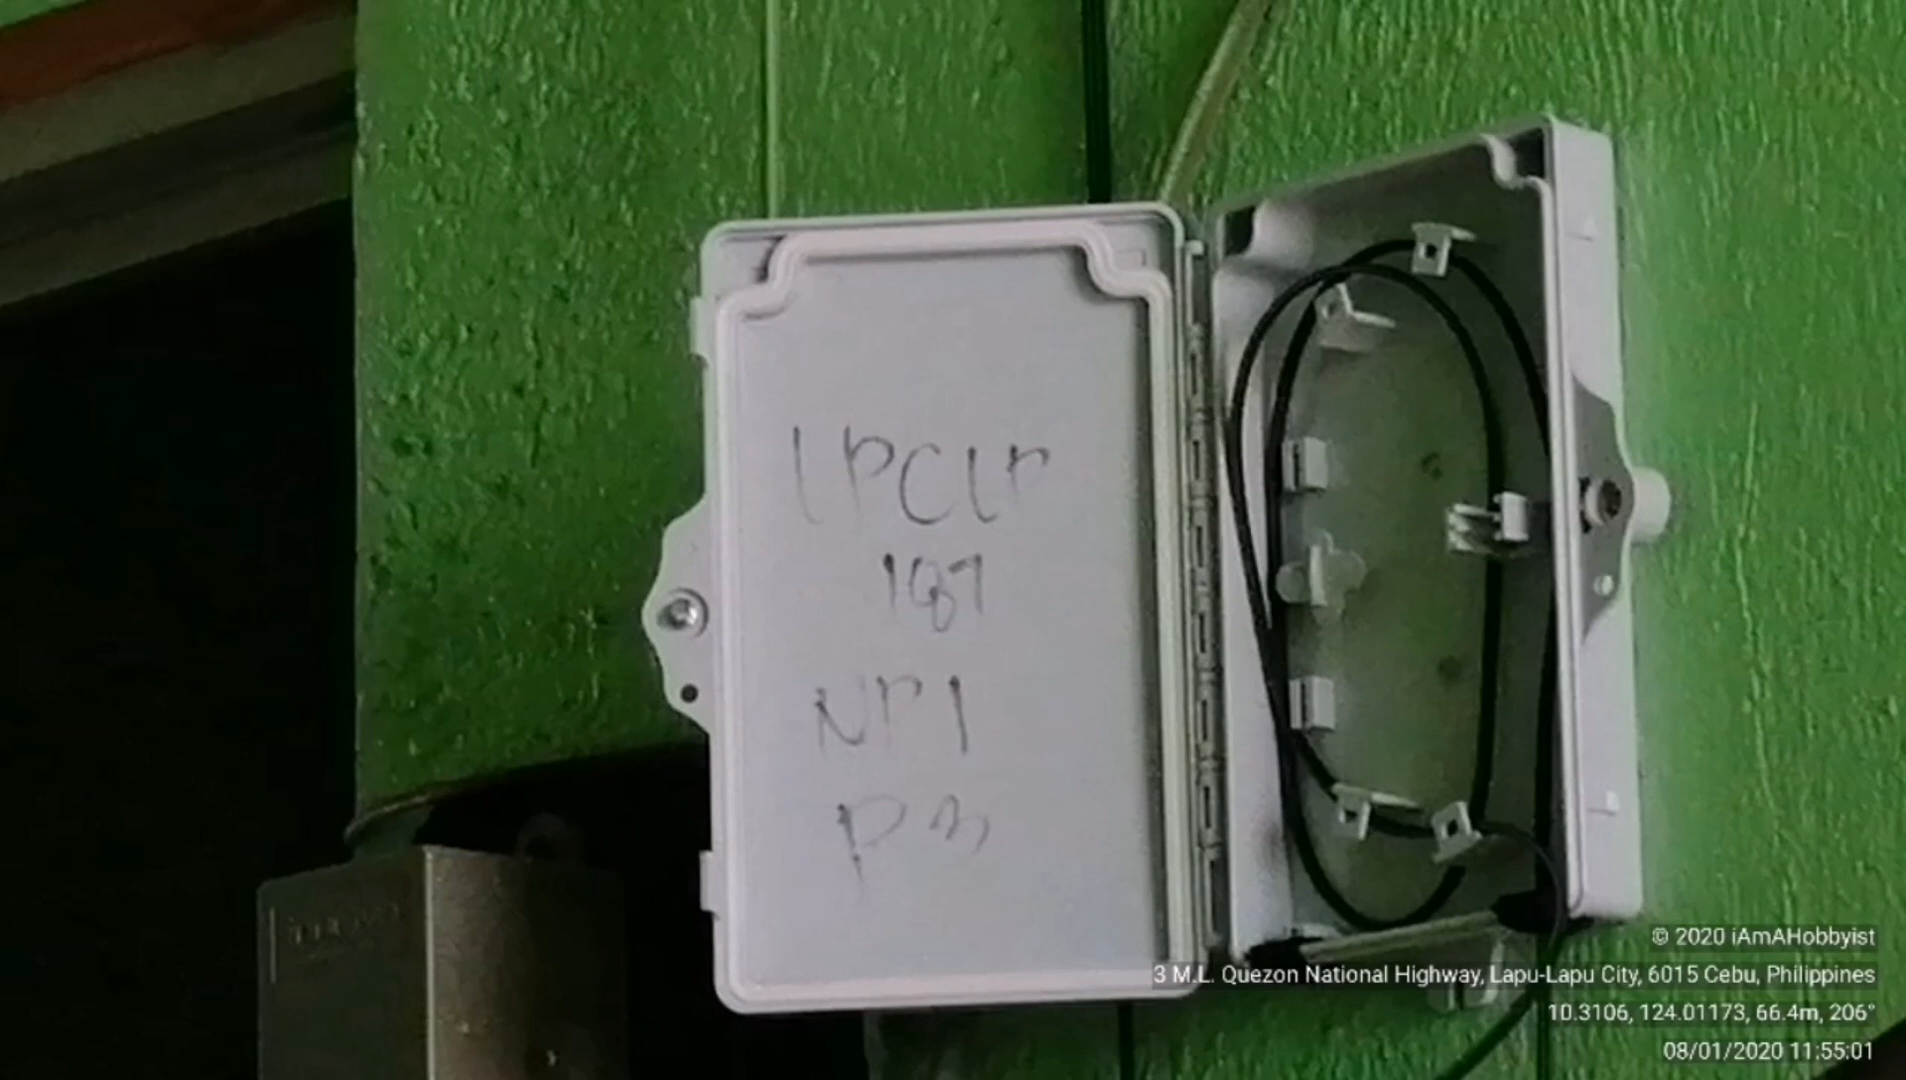 LPCLP
187
NP1
P3
© 2020 iAmAHobbyist
3 M.L. Quezon National Highway, Lapu-Lapu City, 6015 Cebu, Philippines
10.3106, 124.01173, 66.4m, 206°
08/01/2020 11:55:01